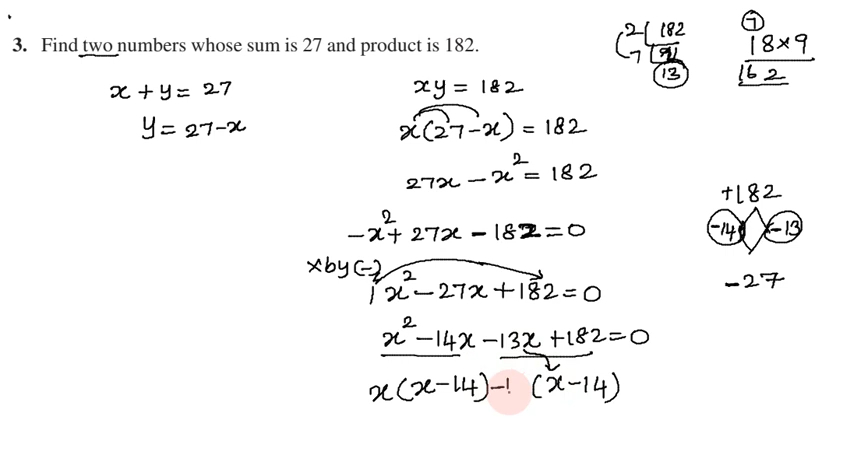 3. Find two numbers whose sum is 27 and product is 182.
x + y = 27
y = 27-x
xy = 182
x(27-x) = 182
27x - x² = 182
-x² + 27x - 182 = 0
x by (-)
1x² - 27x + 182 = 0
x² - 14x - 13x + 182 = 0
x(x-14) - 1 (x-14)
2 182
7 91
13
7
18 x 9
162
+182
-14 -13
-27